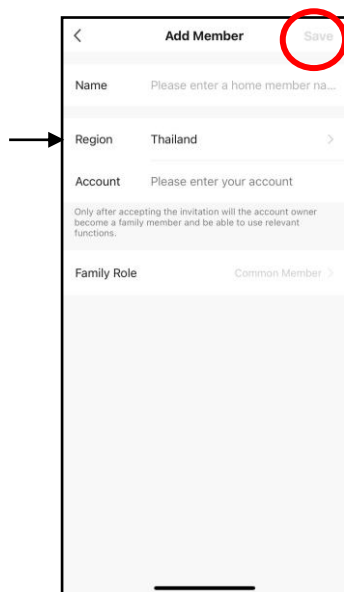 Add Member Save
Name Please enter a home member na...
Region Thailand
Account Please enter your account
Only after accepting the invitation will the account owner
become a family member and be able to use relevant
functions.
Family Role Common Member